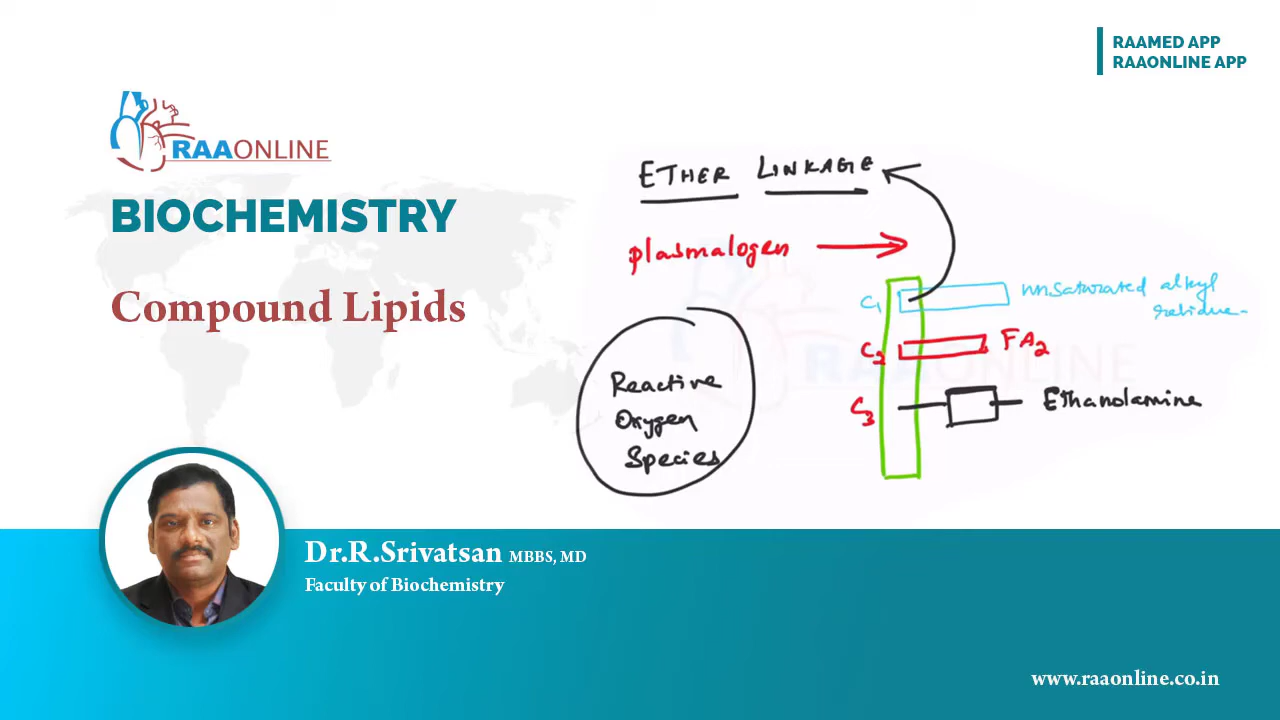 RAAMED APP
RAAONLINE APP
RAAONLINE
BIOCHEMISTRY
Compound Lipids
ETHER LINKAGE
plasmalogen
C1
unsaturated alkyl
residue-
C2
FA2
C3
Ethanolamine
Reactive
Oxygen
Species
RAAONLINE
Dr.R.Srivatsan MBBS, MD
Faculty of Biochemistry
www.raaonline.co.in